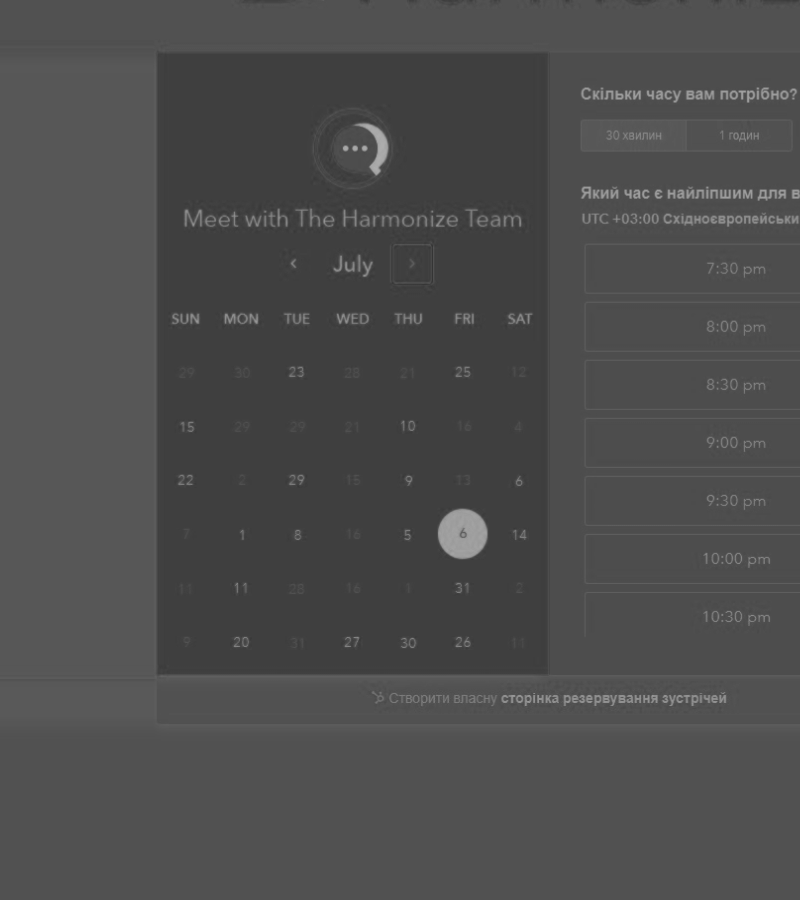 Meet with The Harmonize Team
July
SUN MON TUE WED THU FRI SAT
29 30 23 28 21 25 12
15 29 29 21 10 16 4
22 2 29 15 9 13 6
7 1 8 16 5 6 14
11 11 28 16 1 31 2
9 20 31 27 30 26 11
Скільки часу вам потрібно?
30 хвилин 1 годин
Який час є найліпшим для в
UTC +03:00 Східноєвропейськи
7:30 pm
8:00 pm
8:30 pm
9:00 pm
9:30 pm
10:00 pm
10:30 pm
Створити власну сторінка резервування зустрічей